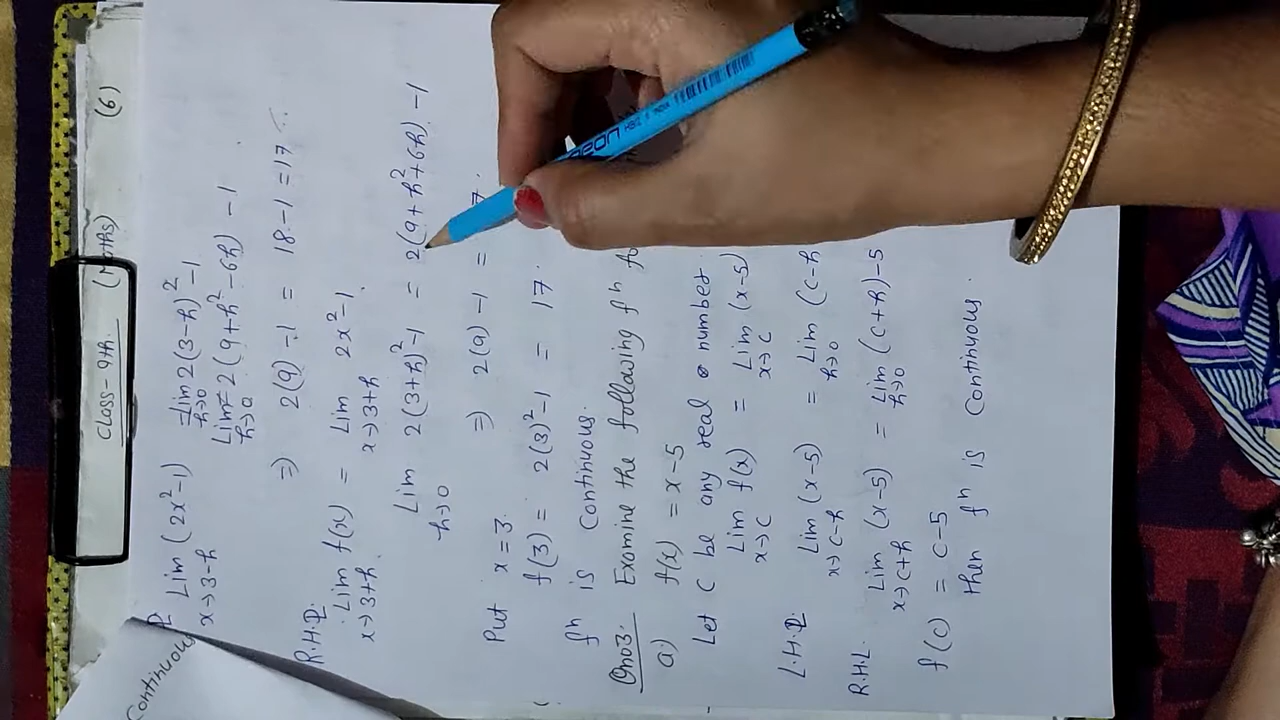 CLASS - 9th. (Maths) (6)
Continuous
Lim (2x²-1) = lim 2(3-h)² -1
x→3-h h→0
Lim = 2(9+h²-6h) -1
h→0
⇒ 2(9) -1 = 18-1 = 17
R.H.L.
Lim f(x) = Lim 2x²-1
x→3+h x→3+h
Lim 2(3+h)²-1 = 2(9+h²+6h)-1
h→0
⇒ 2(9)-1 = 7.
Put x=3.
f(3) = 2(3)²-1 = 17.
fⁿ is Continuous.
Qno3. Examine the following fⁿ
a) f(x) = x-5
Let C be any real number.
Lim f(x) = Lim (x-5)
x→c x→c
L.H.L. Lim (x-5) = Lim (c-h
x→c-h h→0
R.H.L. Lim (x-5) = Lim (c+h)-5
x→c+h h→0
f(c) = c-5
then fⁿ is Continuous.